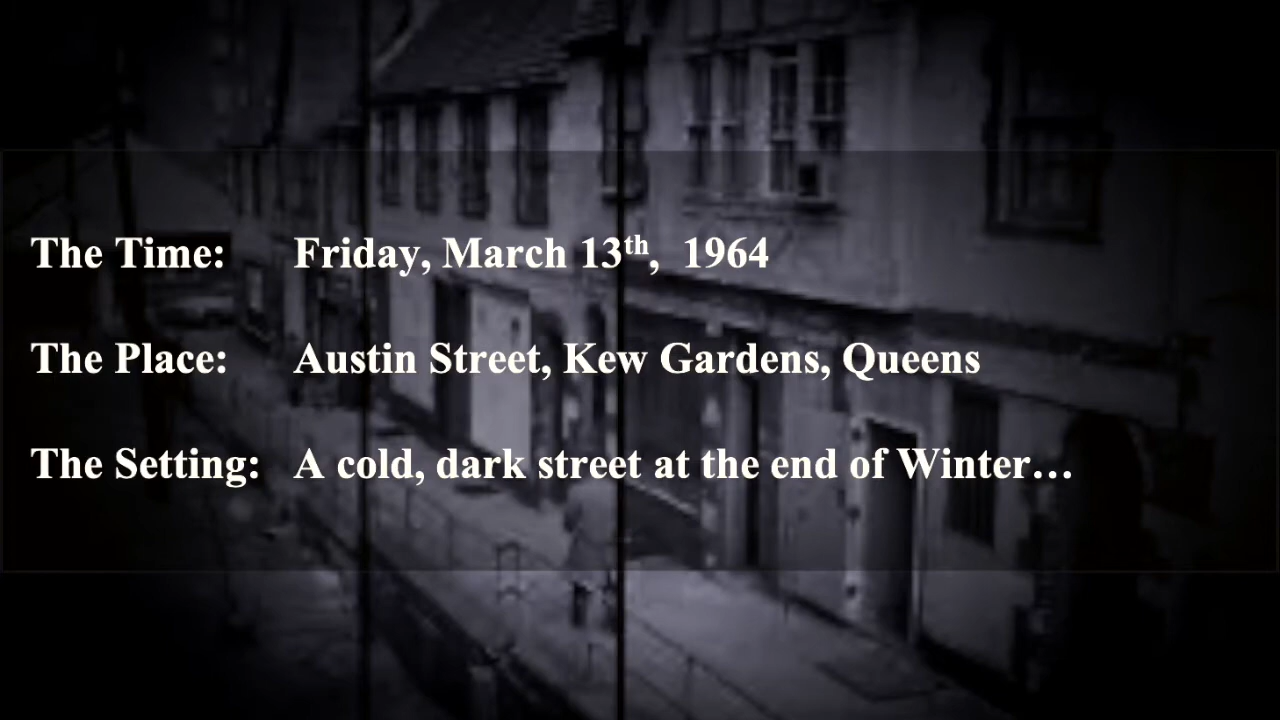 The Time: Friday, March 13th, 1964
The Place: Austin Street, Kew Gardens, Queens
The Setting: A cold, dark street at the end of Winter…